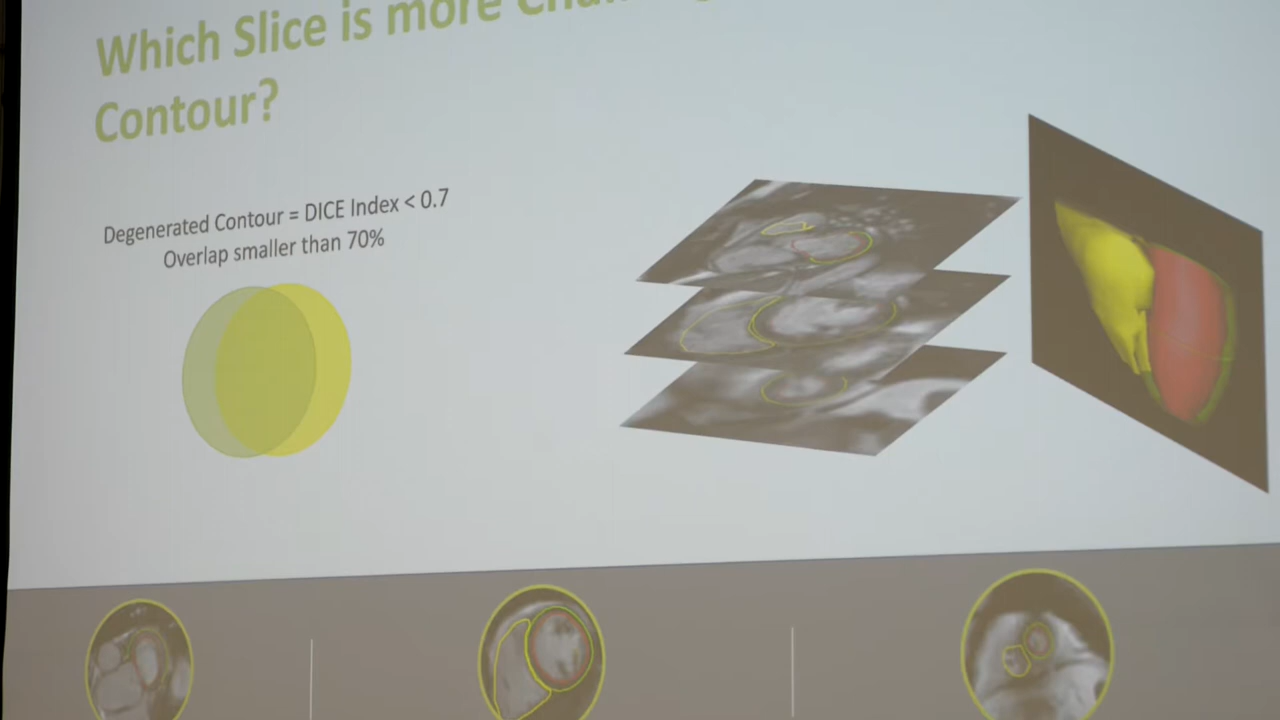 Which Slice is more
Contour?
Degenerated Contour = DICE Index < 0.7
Overlap smaller than 70%